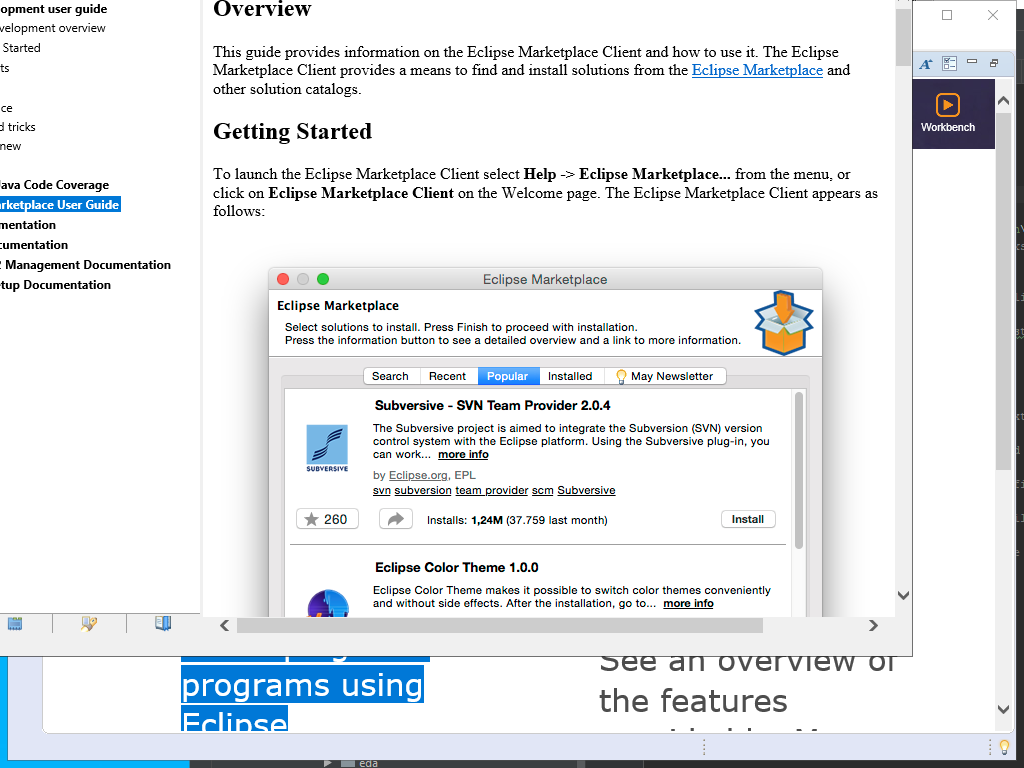 opment user guide
velopment overview
Started
ts
ce
d tricks
new
Java Code Coverage
rketplace User Guide
mentation
cumentation
2 Management Documentation
tup Documentation
Overview
This guide provides information on the Eclipse Marketplace Client and how to use it. The Eclipse
Marketplace Client provides a means to find and install solutions from the Eclipse Marketplace and
other solution catalogs.
Getting Started
To launch the Eclipse Marketplace Client select Help -> Eclipse Marketplace... from the menu, or
click on Eclipse Marketplace Client on the Welcome page. The Eclipse Marketplace Client appears as
follows:
Eclipse Marketplace
Eclipse Marketplace
Select solutions to install. Press Finish to proceed with installation.
Press the information button to see a detailed overview and a link to more information.
Search Recent Popular Installed May Newsletter
Subversive - SVN Team Provider 2.0.4
The Subversive project is aimed to integrate the Subversion (SVN) version
control system with the Eclipse platform. Using the Subversive plug-in, you
can work... more info
SUBVERSIVE
by Eclipse.org, EPL
svn subversion team provider scm Subversive
260 Installs: 1,24M (37.759 last month) Install
Eclipse Color Theme 1.0.0
Eclipse Color Theme makes it possible to switch color themes conveniently
and without side effects. After the installation, go to... more info
Workbench
programs using
Eclipse
See an overview of
the features
eda